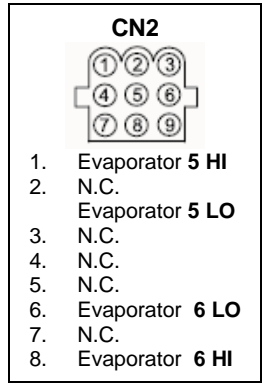 CN2
1 2 3
4 5 6
7 8 9
1. Evaporator 5 HI
2. N.C.
Evaporator 5 LO
3. N.C.
4. N.C.
5. N.C.
6. Evaporator 6 LO
7. N.C.
8. Evaporator 6 HI